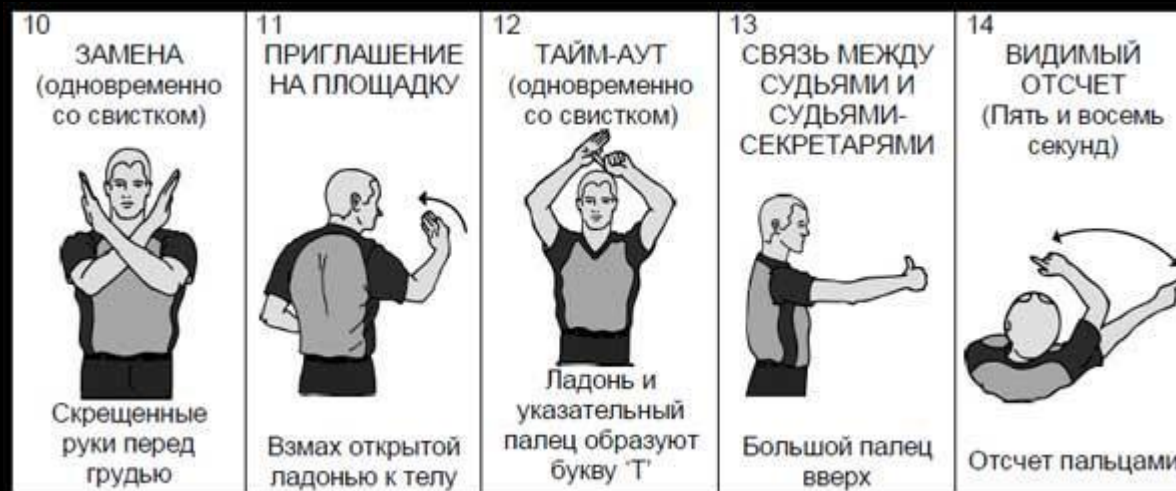 10
ЗАМЕНА
(одновременно
со свистком)
Скрещенные
руки перед
грудью
11
ПРИГЛАШЕНИЕ
НА ПЛОЩАДКУ
Взмах открытой
ладонью к телу
12
ТАЙМ-АУТ
(одновременно
со свистком)
Ладонь и
указательный
палец образуют
букву ‘Т’
13
СВЯЗЬ МЕЖДУ
СУДЬЯМИ И
СУДЬЯМИ-
СЕКРЕТАРЯМИ
Большой палец
вверх
14
ВИДИМЫЙ
ОТСЧЕТ
(Пять и восемь
секунд)
Отсчет пальцами